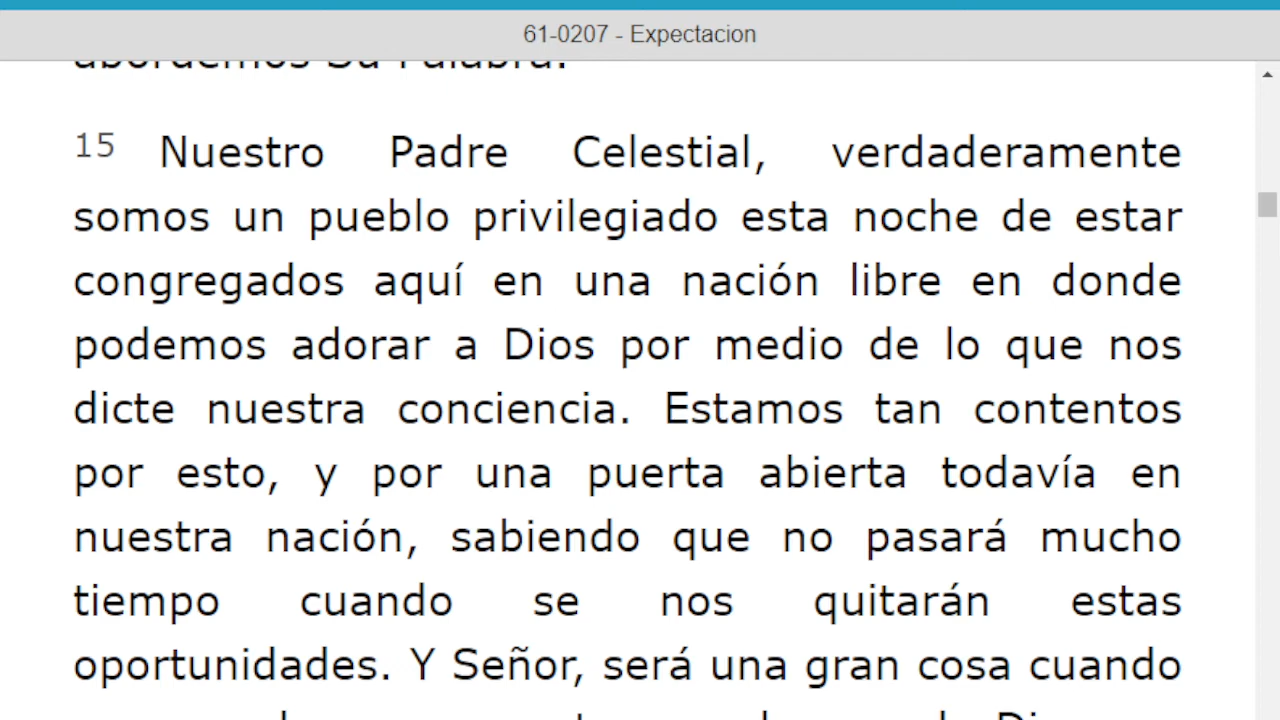 61-0207 - Expectacion
abordemos Su Palabra.
15 Nuestro Padre Celestial, verdaderamente
somos un pueblo privilegiado esta noche de estar
congregados aquí en una nación libre en donde
podemos adorar a Dios por medio de lo que nos
dicte nuestra conciencia. Estamos tan contentos
por esto, y por una puerta abierta todavía en
nuestra nación, sabiendo que no pasará mucho
tiempo cuando se nos quitarán estas
oportunidades. Y Señor, será una gran cosa cuando